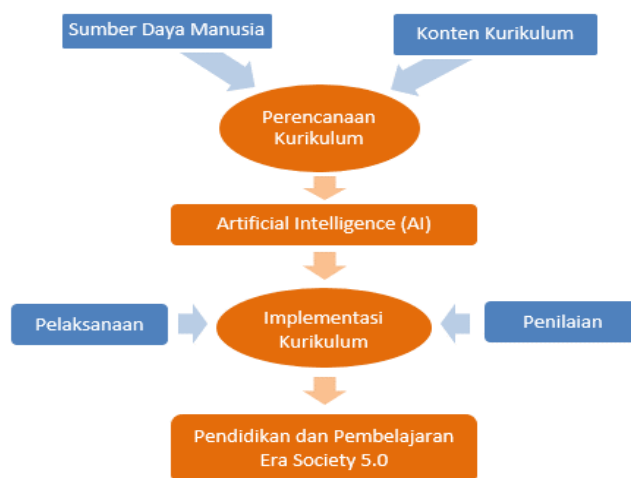 Sumber Daya Manusia
Konten Kurikulum
Perencanaan
Kurikulum
Artificial Intelligence (AI)
Pelaksanaan
Implementasi
Kurikulum
Penilaian
Pendidikan dan Pembelajaran
Era Society 5.0